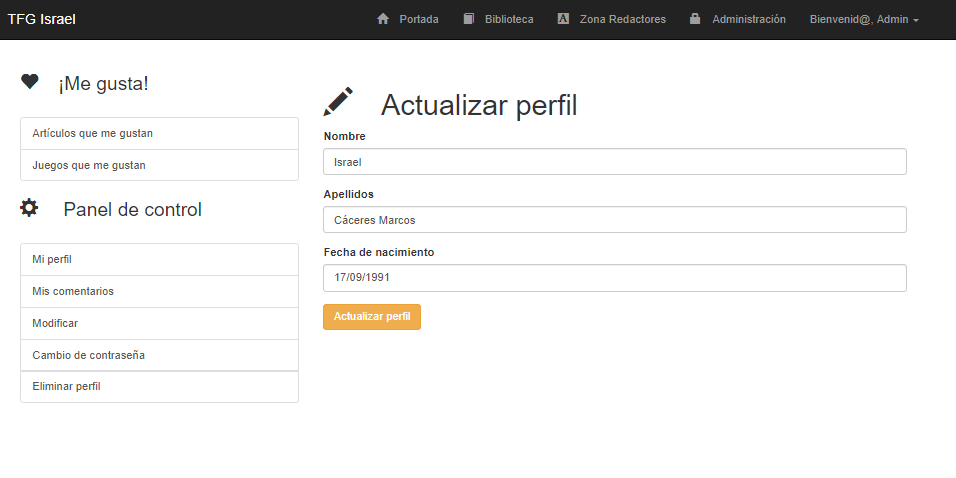 TFG Israel
Portada
Biblioteca
Zona Redactores
Administración
Bienvenid@, Admin
¡Me gusta!
Artículos que me gustan
Juegos que me gustan
Panel de control
Mi perfil
Mis comentarios
Modificar
Cambio de contraseña
Eliminar perfil
Actualizar perfil
Nombre
Israel
Apellidos
Cáceres Marcos
Fecha de nacimiento
17/09/1991
Actualizar perfil